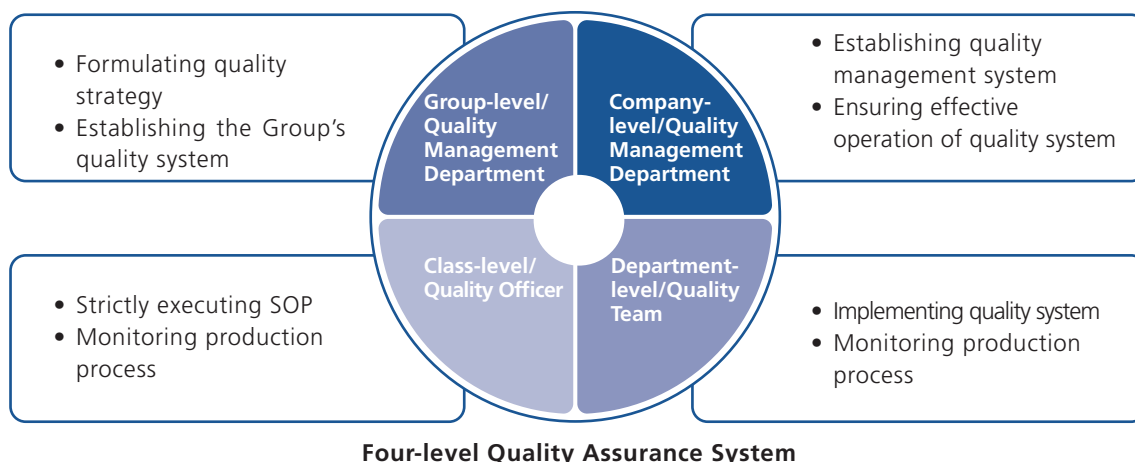 • Formulating quality
strategy
• Establishing the Group's
quality system
Group-level/
Quality
Management
Department
Company-
level/Quality
Management
Department
• Establishing quality
management system
• Ensuring effective
operation of quality system
• Strictly executing SOP
• Monitoring production
process
Class-level/
Quality Officer
Department-
level/Quality
Team
• Implementing quality system
• Monitoring production
process
Four-level Quality Assurance System